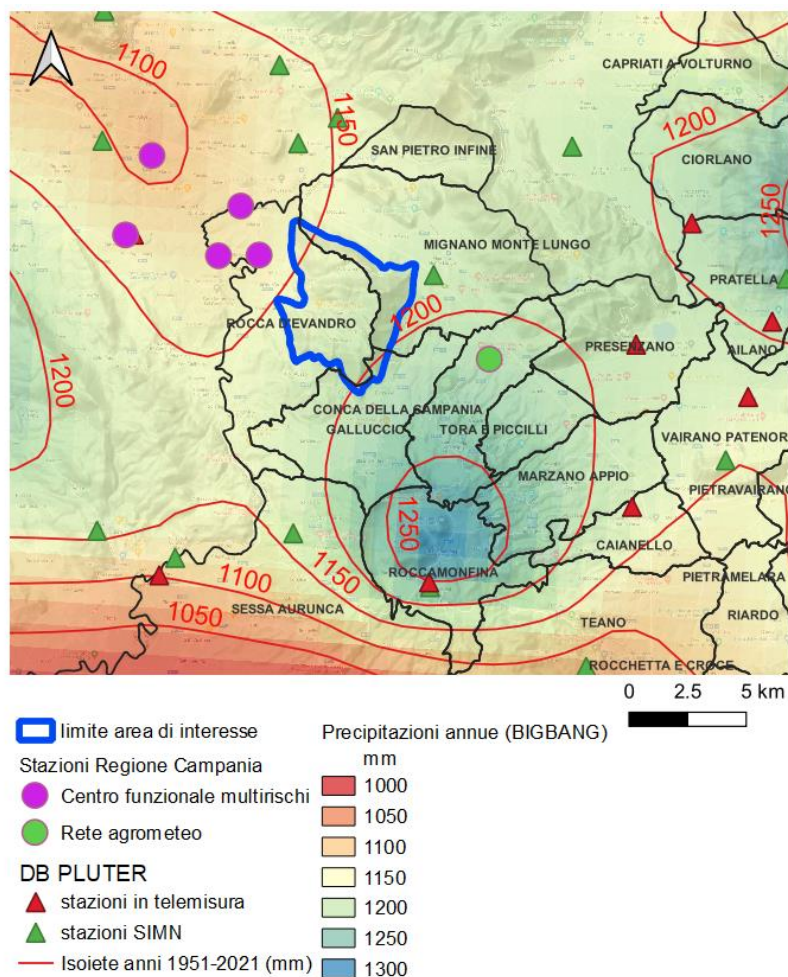 1100
CAPRIATI A VOLTURNO
1150
1200
SAN PIETRO INFINE
CIORLANO
1250
MIGNANO MONTE LUNGO
PRATELLA
1200
ROCCA D'EVANDRO
PRESENZANO
AILANO
1200
CONCA DELLA CAMPANIA
GALLUCCIO
TORA E PICCILLI
VAIRANO PATENOR
MARZANO APPIO
PIETRAVAIRANO
1250
CAIANELLO
1150
1100
ROCCAMONFINA
PIETRAMELARA
1050
SESSA AURUNCA
TEANO
RIARDO
ROCCHETTA E CROCE
0 2.5 5 km
limite area di interesse
Stazioni Regione Campania
Centro funzionale multirischi
Rete agrometeo
DB PLUTER
stazioni in telemisura
stazioni SIMN
Isoiete anni 1951-2021 (mm)
Precipitazioni annue (BIGBANG)
mm
1000
1050
1100
1150
1200
1250
1300